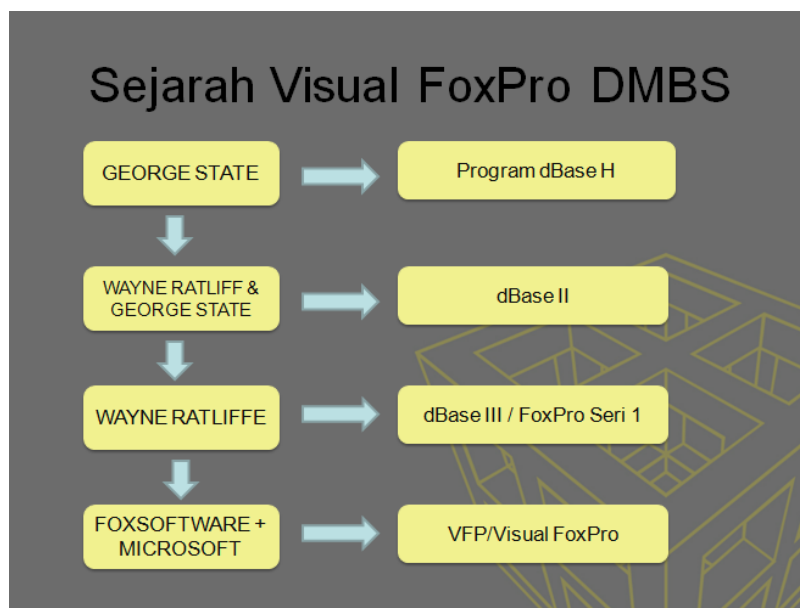 Sejarah Visual FoxPro DMBS
GEORGE STATE
Program dBase H
WAYNE RATLIFF &
GEORGE STATE
dBase II
WAYNE RATLIFFE
dBase III / FoxPro Seri 1
FOXSOFTWARE +
MICROSOFT
VFP/Visual FoxPro